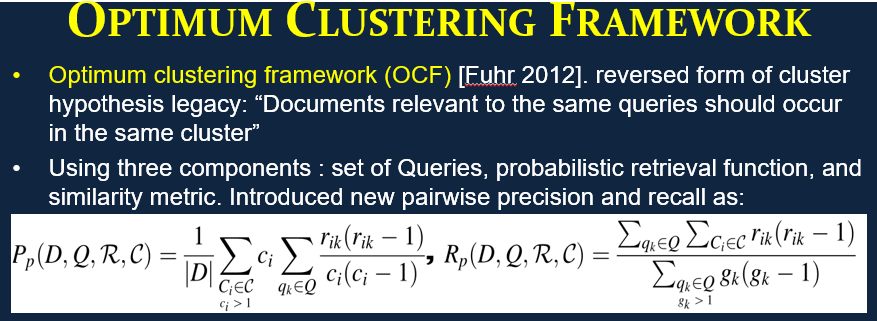 OPTIMUM CLUSTERING FRAMEWORK
• Optimum clustering framework (OCF) [Fuhr 2012]. reversed form of cluster
hypothesis legacy: “Documents relevant to the same queries should occur
in the same cluster”
• Using three components : set of Queries, probabilistic retrieval function, and
similarity metric. Introduced new pairwise precision and recall as:
$P_p(D, Q, \mathcal{R}, \mathcal{C}) = \frac{1}{|D|} \sum_{\substack{C_i \in \mathcal{C} \\ c_i > 1}} c_i \sum_{q_k \in Q} \frac{r_{ik}(r_{ik} - 1)}{c_i(c_i - 1)}$, $R_p(D, Q, \mathcal{R}, \mathcal{C}) = \frac{\sum_{q_k \in Q} \sum_{C_i \in \mathcal{C}} r_{ik}(r_{ik} - 1)}{\sum_{\substack{q_k \in Q \\ g_k > 1}} g_k(g_k - 1)}$